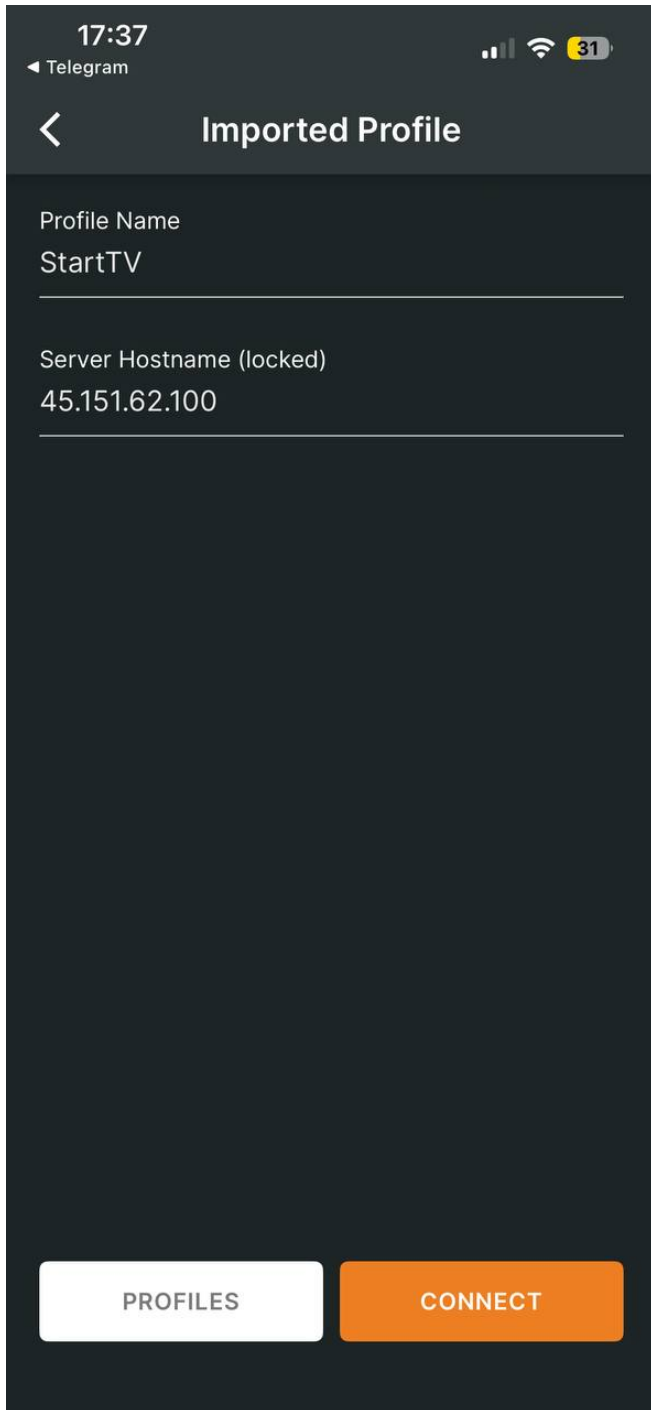 17:37
◀ Telegram
31
Imported Profile
Profile Name
StartTV
Server Hostname (locked)
45.151.62.100
PROFILES
CONNECT